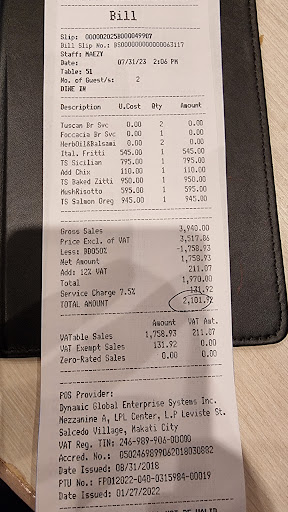 Bill
Slip: 0000020258000049907
Bill Slip No.: BS000000000000063117
Staff: MAEZY
Date: 07/31/23 2:06 PM
Table: 51
No. of Guest/s: 2
DINE IN
Description U.Cost Qty Amount
Tuscan Br Svc 0.00 2 0.00
Foccacia Br Svc 0.00 1 0.00
HerbOil&Balsami 0.00 2 0.00
Ital. Fritti 545.00 1 545.00
TS Sicilian 795.00 1 795.00
Add Chix 110.00 1 110.00
TS Baked Zitti 950.00 1 950.00
MushRisotto 595.00 1 595.00
TS Salmon Oreg 945.00 1 945.00
Gross Sales 3,940.00
Price Excl. of VAT 3,517.86
Less: BDO50% -1,758.93
Net Amount 1,758.93
Add: 12% VAT 211.07
Total 1,970.00
Service Charge 7.5% 131.92
TOTAL AMOUNT 2,101.92
Amount VAT Amt.
VATable Sales 1,758.93 211.07
VAT Exempt Sales 131.92 0.00
Zero-Rated Sales 0.00 0.00
POS Provider:
Dynamic Global Enterprise Systems Inc.
Mezzanine A, LPL Center, L.P Leviste St.
Salcedo Village, Makati City
VAT Reg. TIN: 246-989-906-00000
Accred. No.: 0502469899062018030882
Date Issued: 08/31/2018
PTU No.: FP012022-040-0315984-00019
Date Issued: 01/27/2022